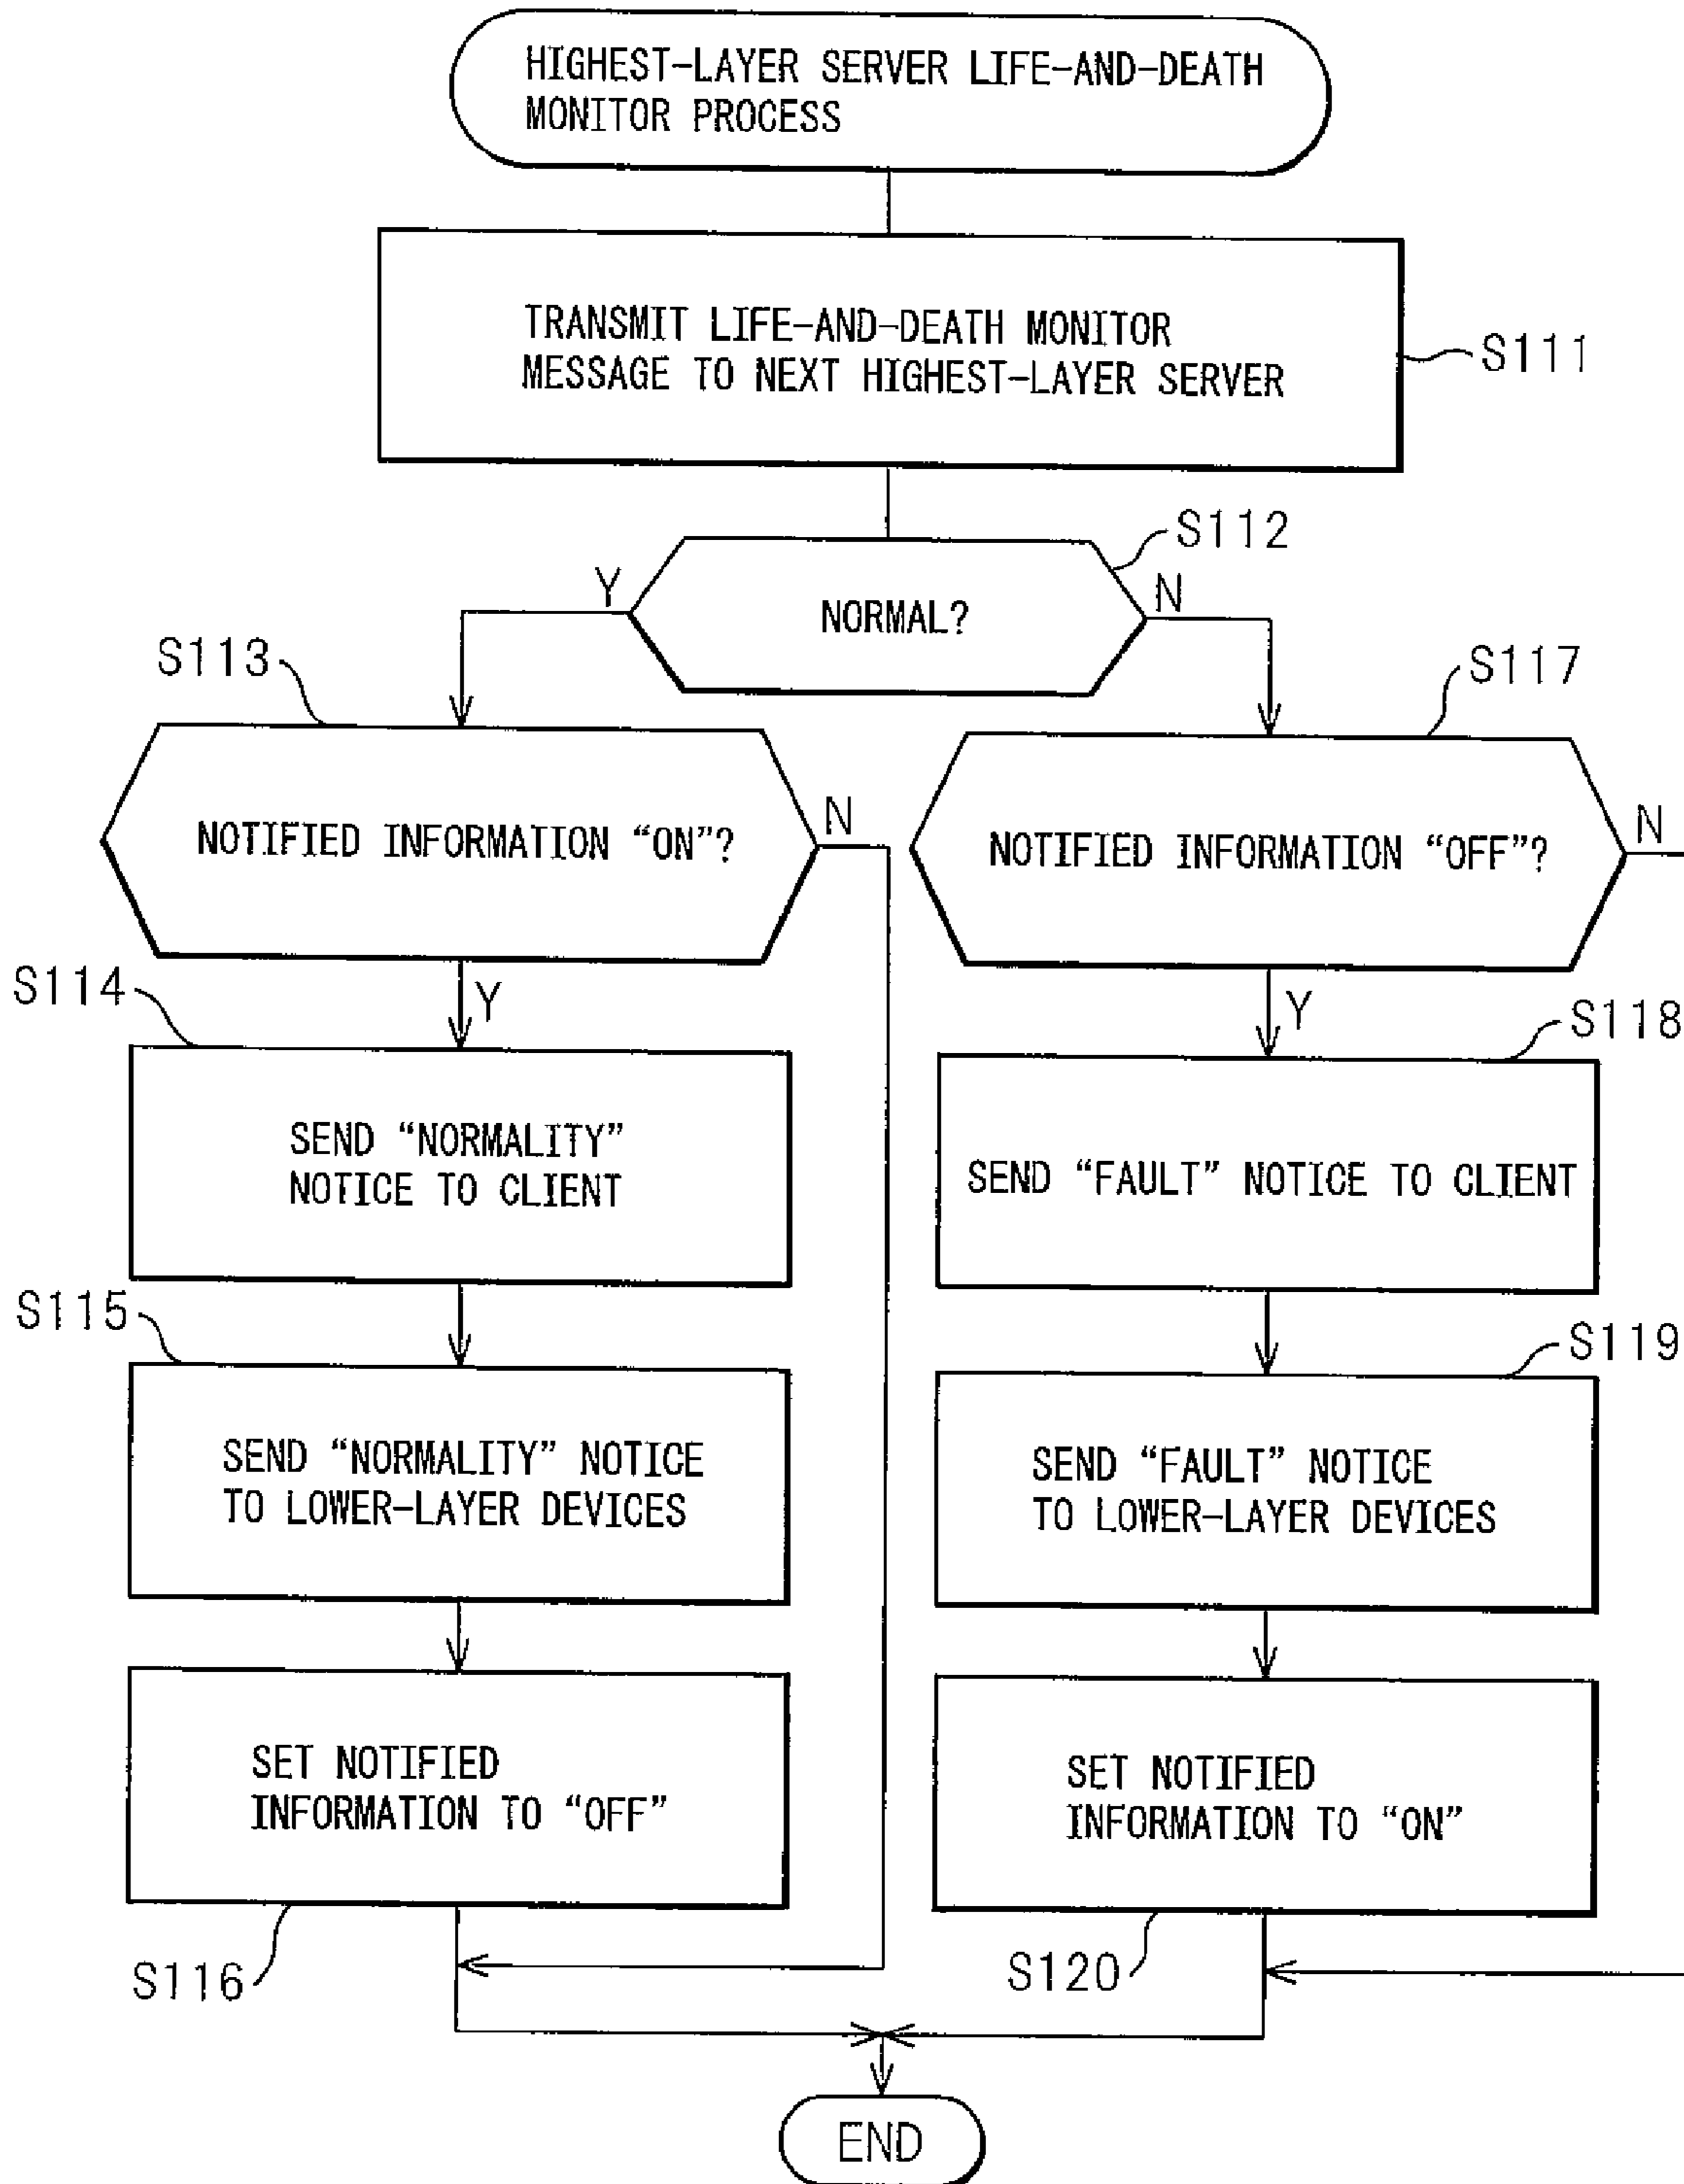 HIGHEST-LAYER SERVER LIFE-AND-DEATH
MONITOR PROCESS
TRANSMIT LIFE-AND-DEATH MONITOR
MESSAGE TO NEXT HIGHEST-LAYER SERVER
S111
S112
Y
NORMAL?
N
S113
S117
NOTIFIED INFORMATION “ON”?
N
NOTIFIED INFORMATION “OFF”?
N
S114
Y
Y
S118
SEND “NORMALITY”
NOTICE TO CLIENT
SEND “FAULT” NOTICE TO CLIENT
S115
S119
SEND “NORMALITY” NOTICE
TO LOWER-LAYER DEVICES
SEND “FAULT” NOTICE
TO LOWER-LAYER DEVICES
SET NOTIFIED
INFORMATION TO “OFF”
SET NOTIFIED
INFORMATION TO “ON”
S116
S120
END